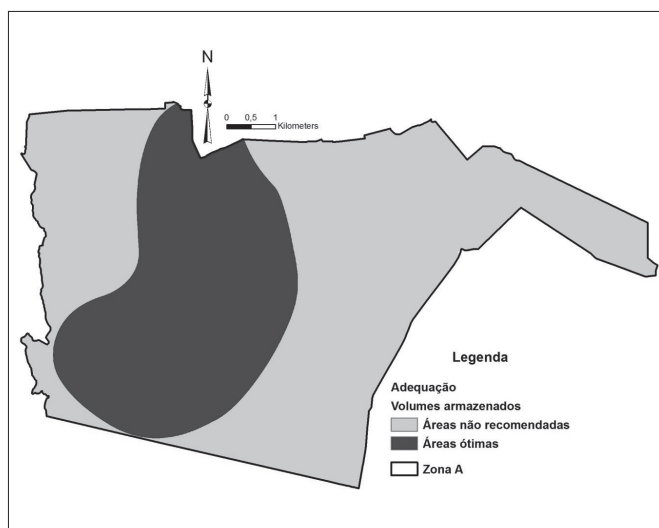 N
0 0,5 1
Kilometers
Legenda
Adequação
Volumes armazenados
Áreas não recomendadas
Áreas ótimas
Zona A